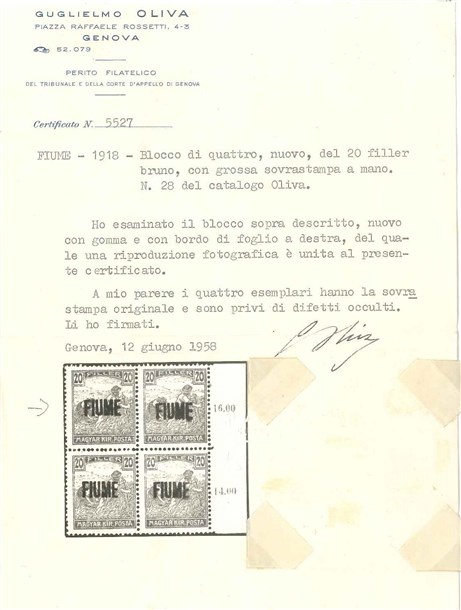 GUGLIELMO OLIVA
PIAZZA RAFFAELE ROSSETTI, 4-3
GENOVA
52.079
PERITO FILATELICO
DEL TRIBUNALE E DELLA CORTE D'APPELLO DI GENOVA
Certificato N. 5527
FIUME - 1918 - Blocco di quattro, nuovo, del 20 filler
bruno, con grossa sovrastampa a mano.
N. 28 del catalogo Oliva.
Ho esaminato il blocco sopra descritto, nuovo
con gomma e con bordo di foglio a destra, del qua-
le una riproduzione fotografica è unita al presen-
te certificato.
A mio parere i quattro esemplari hanno la sovra
stampa originale e sono privi di difetti occulti.
Li ho firmati.
Genova, 12 giugno 1958
G. Oliva
20 FILLER 20 20 FILLER 20
FIUME FIUME 16,00
MAGYAR KIR. POSTA MAGYAR KIR. POSTA
20 FILLER 20 20 FILLER 20
FIUME FIUME 14,00
MAGYAR KIR. POSTA MAGYAR KIR. POSTA